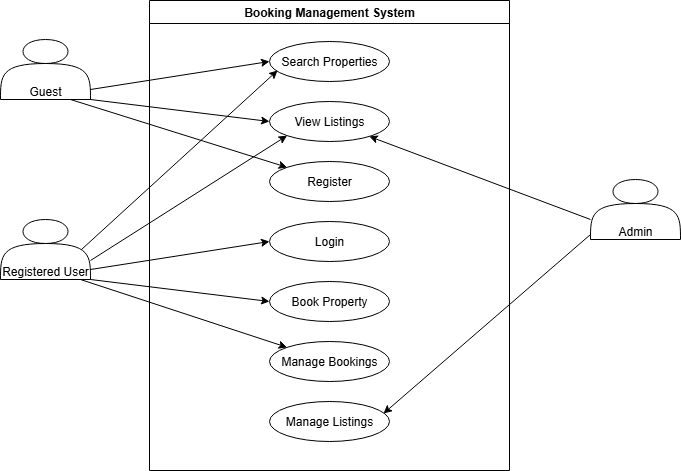 Booking Management System
Search Properties
Guest
View Listings
Register
Admin
Login
Registered User
Book Property
Manage Bookings
Manage Listings